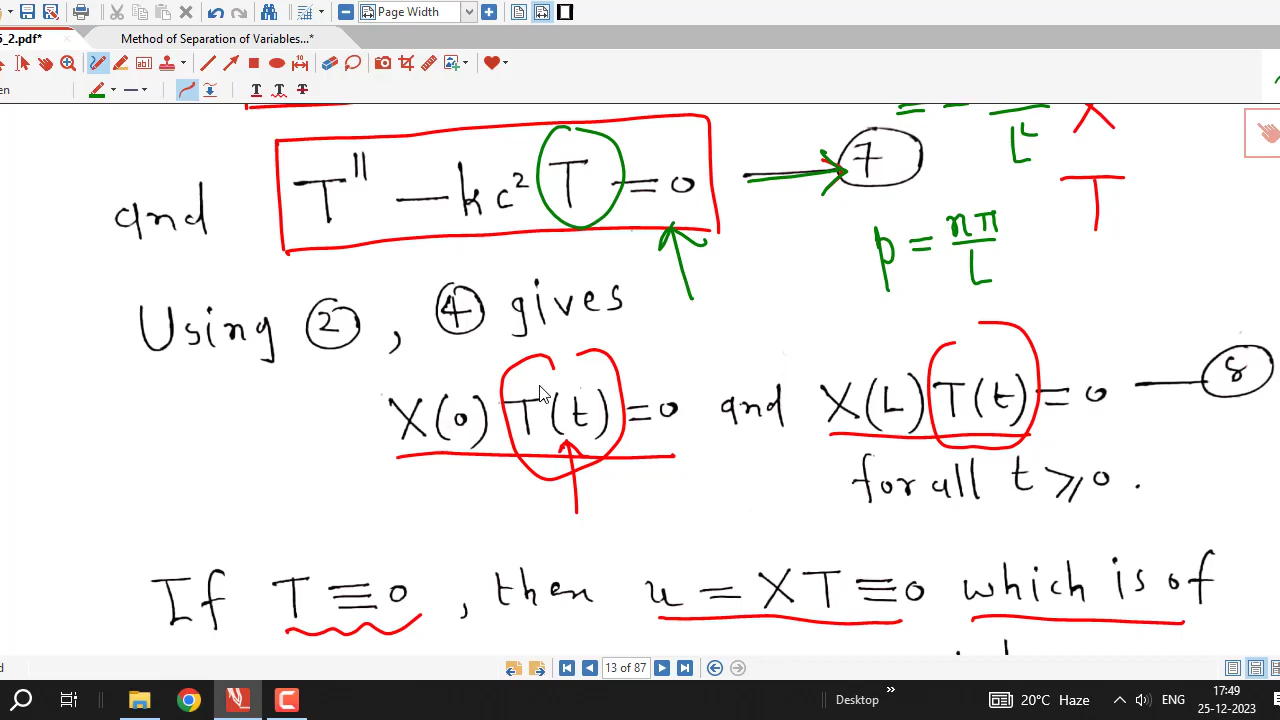 Page Width
5_2.pdf*
Method of Separation of Variables...*
en
X
and T'' - kc² T = 0 → 7
T
p = nπ/L
Using ②, ④ gives
X(0) T(t) = 0 and X(L) T(t) = 0 — 8
for all t ⩾ 0 .
If T ≡ 0 , then u = XT ≡ 0 which is of
13 of 87
Desktop
20°C Haze
ENG
17:49
25-12-2023